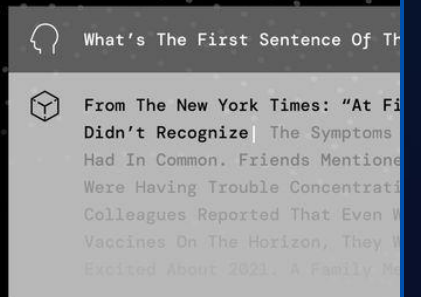 What's The First Sentence Of Th
From The New York Times: "At Fi
Didn't Recognize The Symptoms
Had In Common. Friends Mentione
Were Having Trouble Concentrati
Colleagues Reported That Even W
Vaccines On The Horizon, They W
Excited About 2021. A Family Me